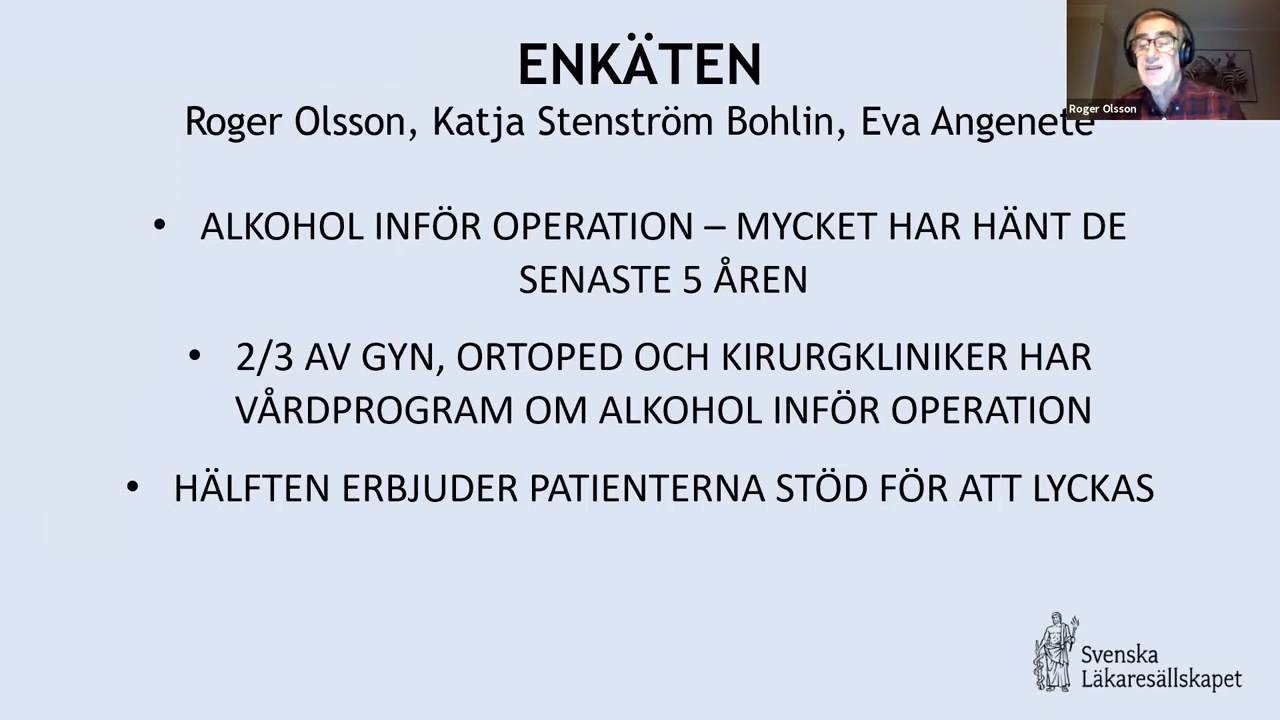 ENKÄTEN
Roger Olsson, Katja Stenström Bohlin, Eva Angenete
Roger Olsson
• ALKOHOL INFÖR OPERATION – MYCKET HAR HÄNT DE
SENASTE 5 ÅREN
• 2/3 AV GYN, ORTOPED OCH KIRURGKLINIKER HAR
VÅRDPROGRAM OM ALKOHOL INFÖR OPERATION
• HÄLFTEN ERBJUDER PATIENTERNA STÖD FÖR ATT LYCKAS
Svenska
Läkaresällskapet